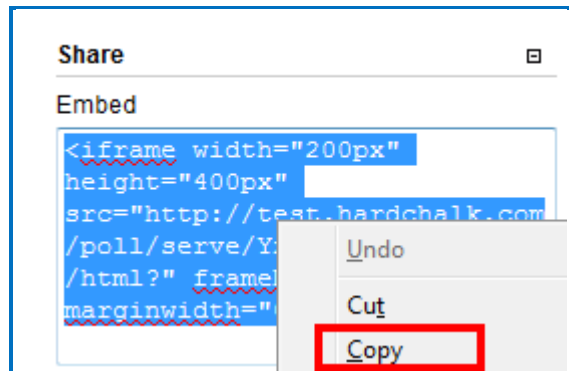 Share
Embed
<iframe width="200px"
height="400px"
src="http://test.hardchalk.com
/poll/serve/Y
/html?" frame
marginwidth="
Undo
Cut
Copy